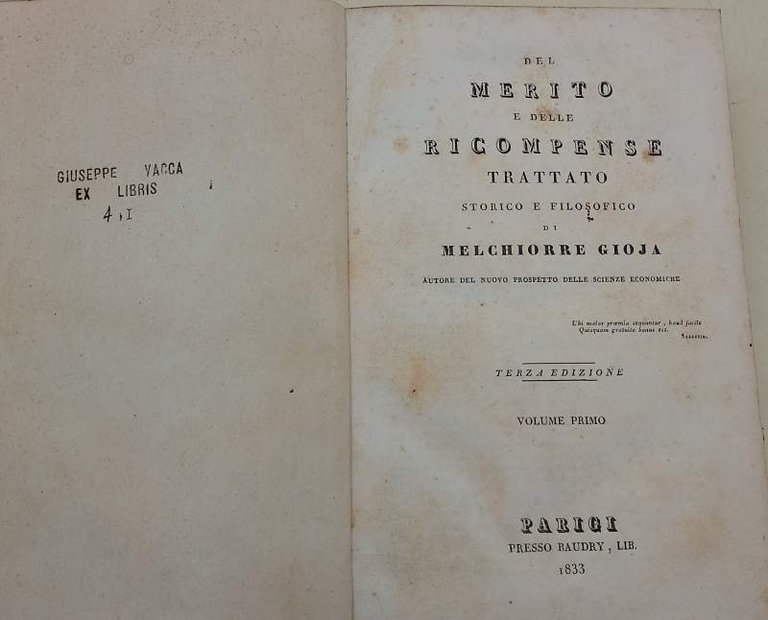 GIUSEPPE VACCA
EX LIBRIS
4,I
DEL
MERITO
E DELLE
RICOMPENSE
TRATTATO
STORICO E FILOSOFICO
DI
MELCHIORRE GIOJA
AUTORE DEL NUOVO PROSPETTO DELLE SCIENZE ECONOMICHE
Ubi malos præmia sequuntur, haud facile
Quisquam gratuito bonus est.
TERZA EDIZIONE
VOLUME PRIMO
PARIGI
PRESSO BAUDRY, LIB.
1833